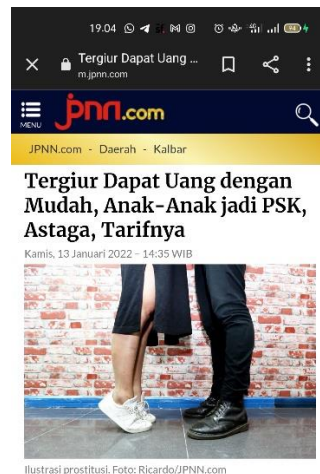 19.04
Tergiur Dapat Uang ...
m.jpnn.com
MENU
jpnn.com
JPNN.com - Daerah - Kalbar
Tergiur Dapat Uang dengan
Mudah, Anak-Anak jadi PSK,
Astaga, Tarifnya
Kamis, 13 Januari 2022 – 14:35 WIB
Ilustrasi prostitusi. Foto: Ricardo/JPNN.com